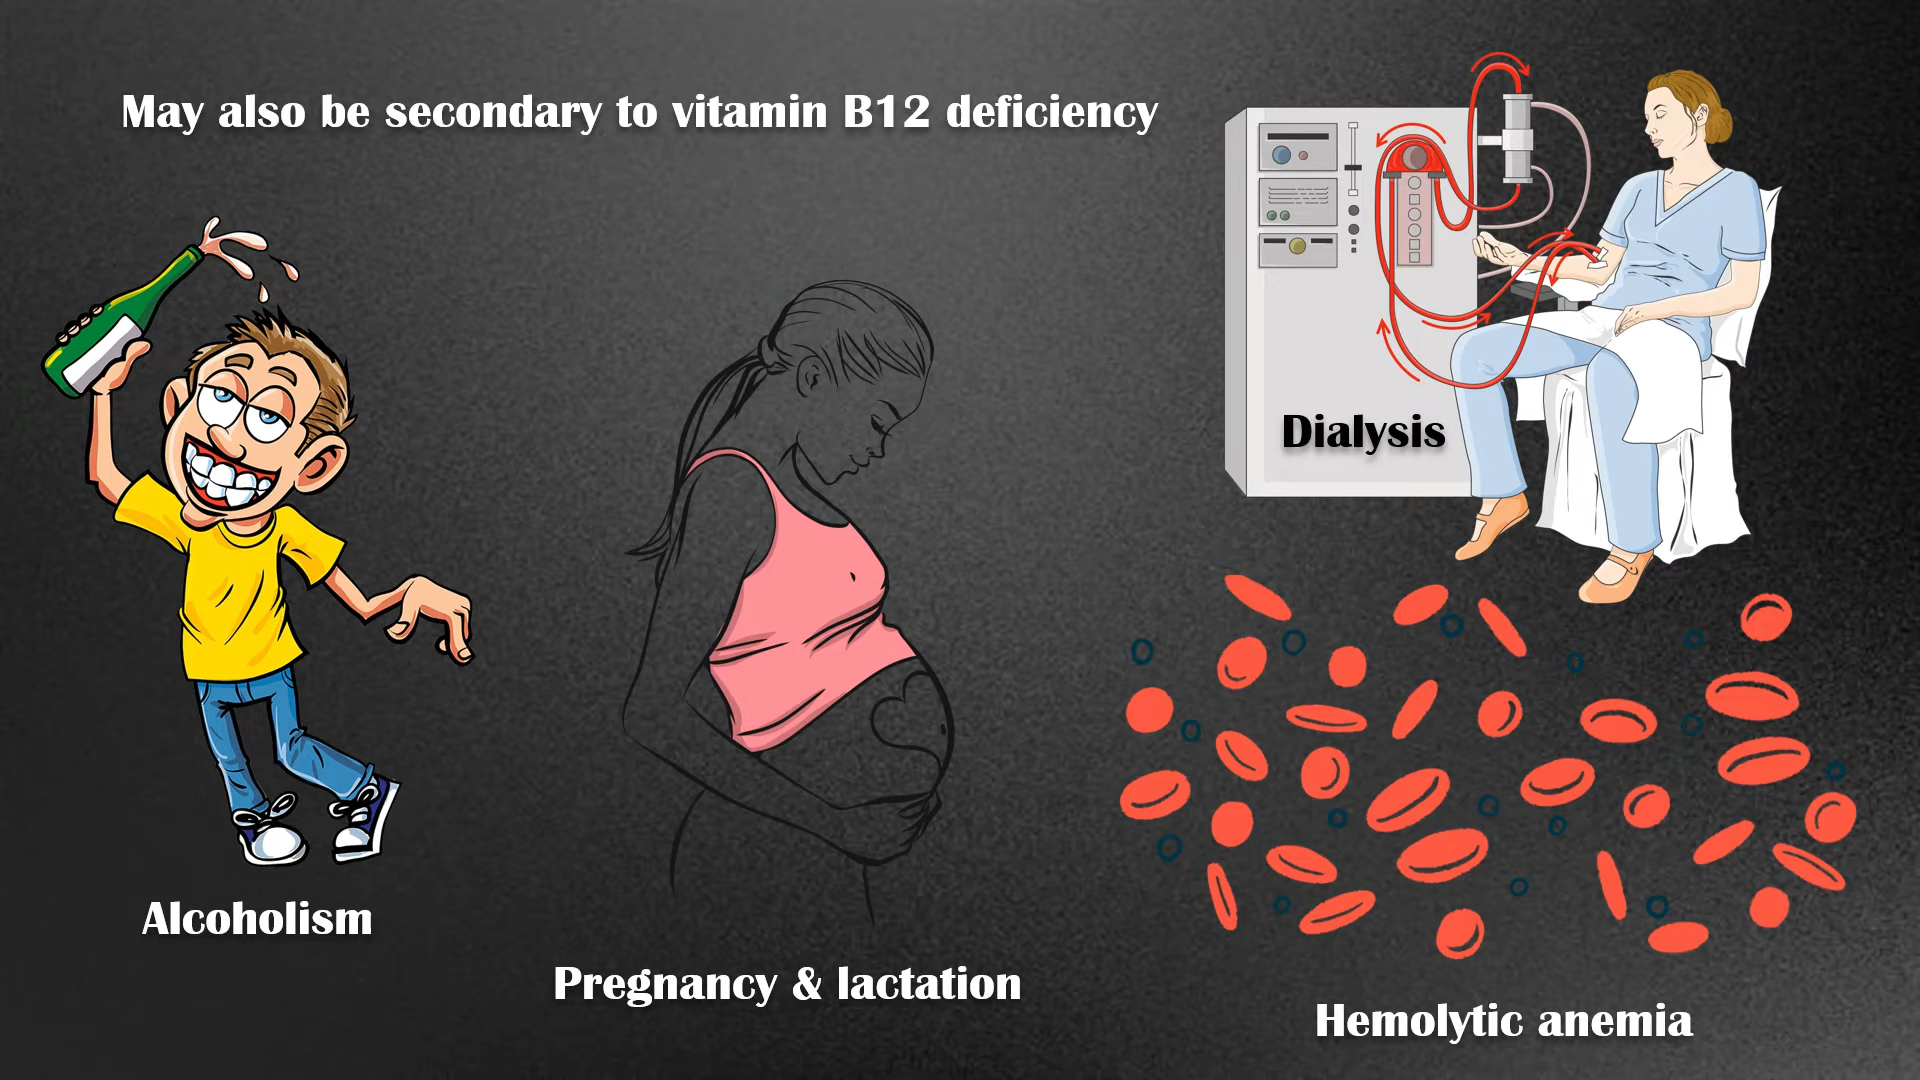 May also be secondary to vitamin B12 deficiency
Dialysis
Alcoholism
Pregnancy & lactation
Hemolytic anemia